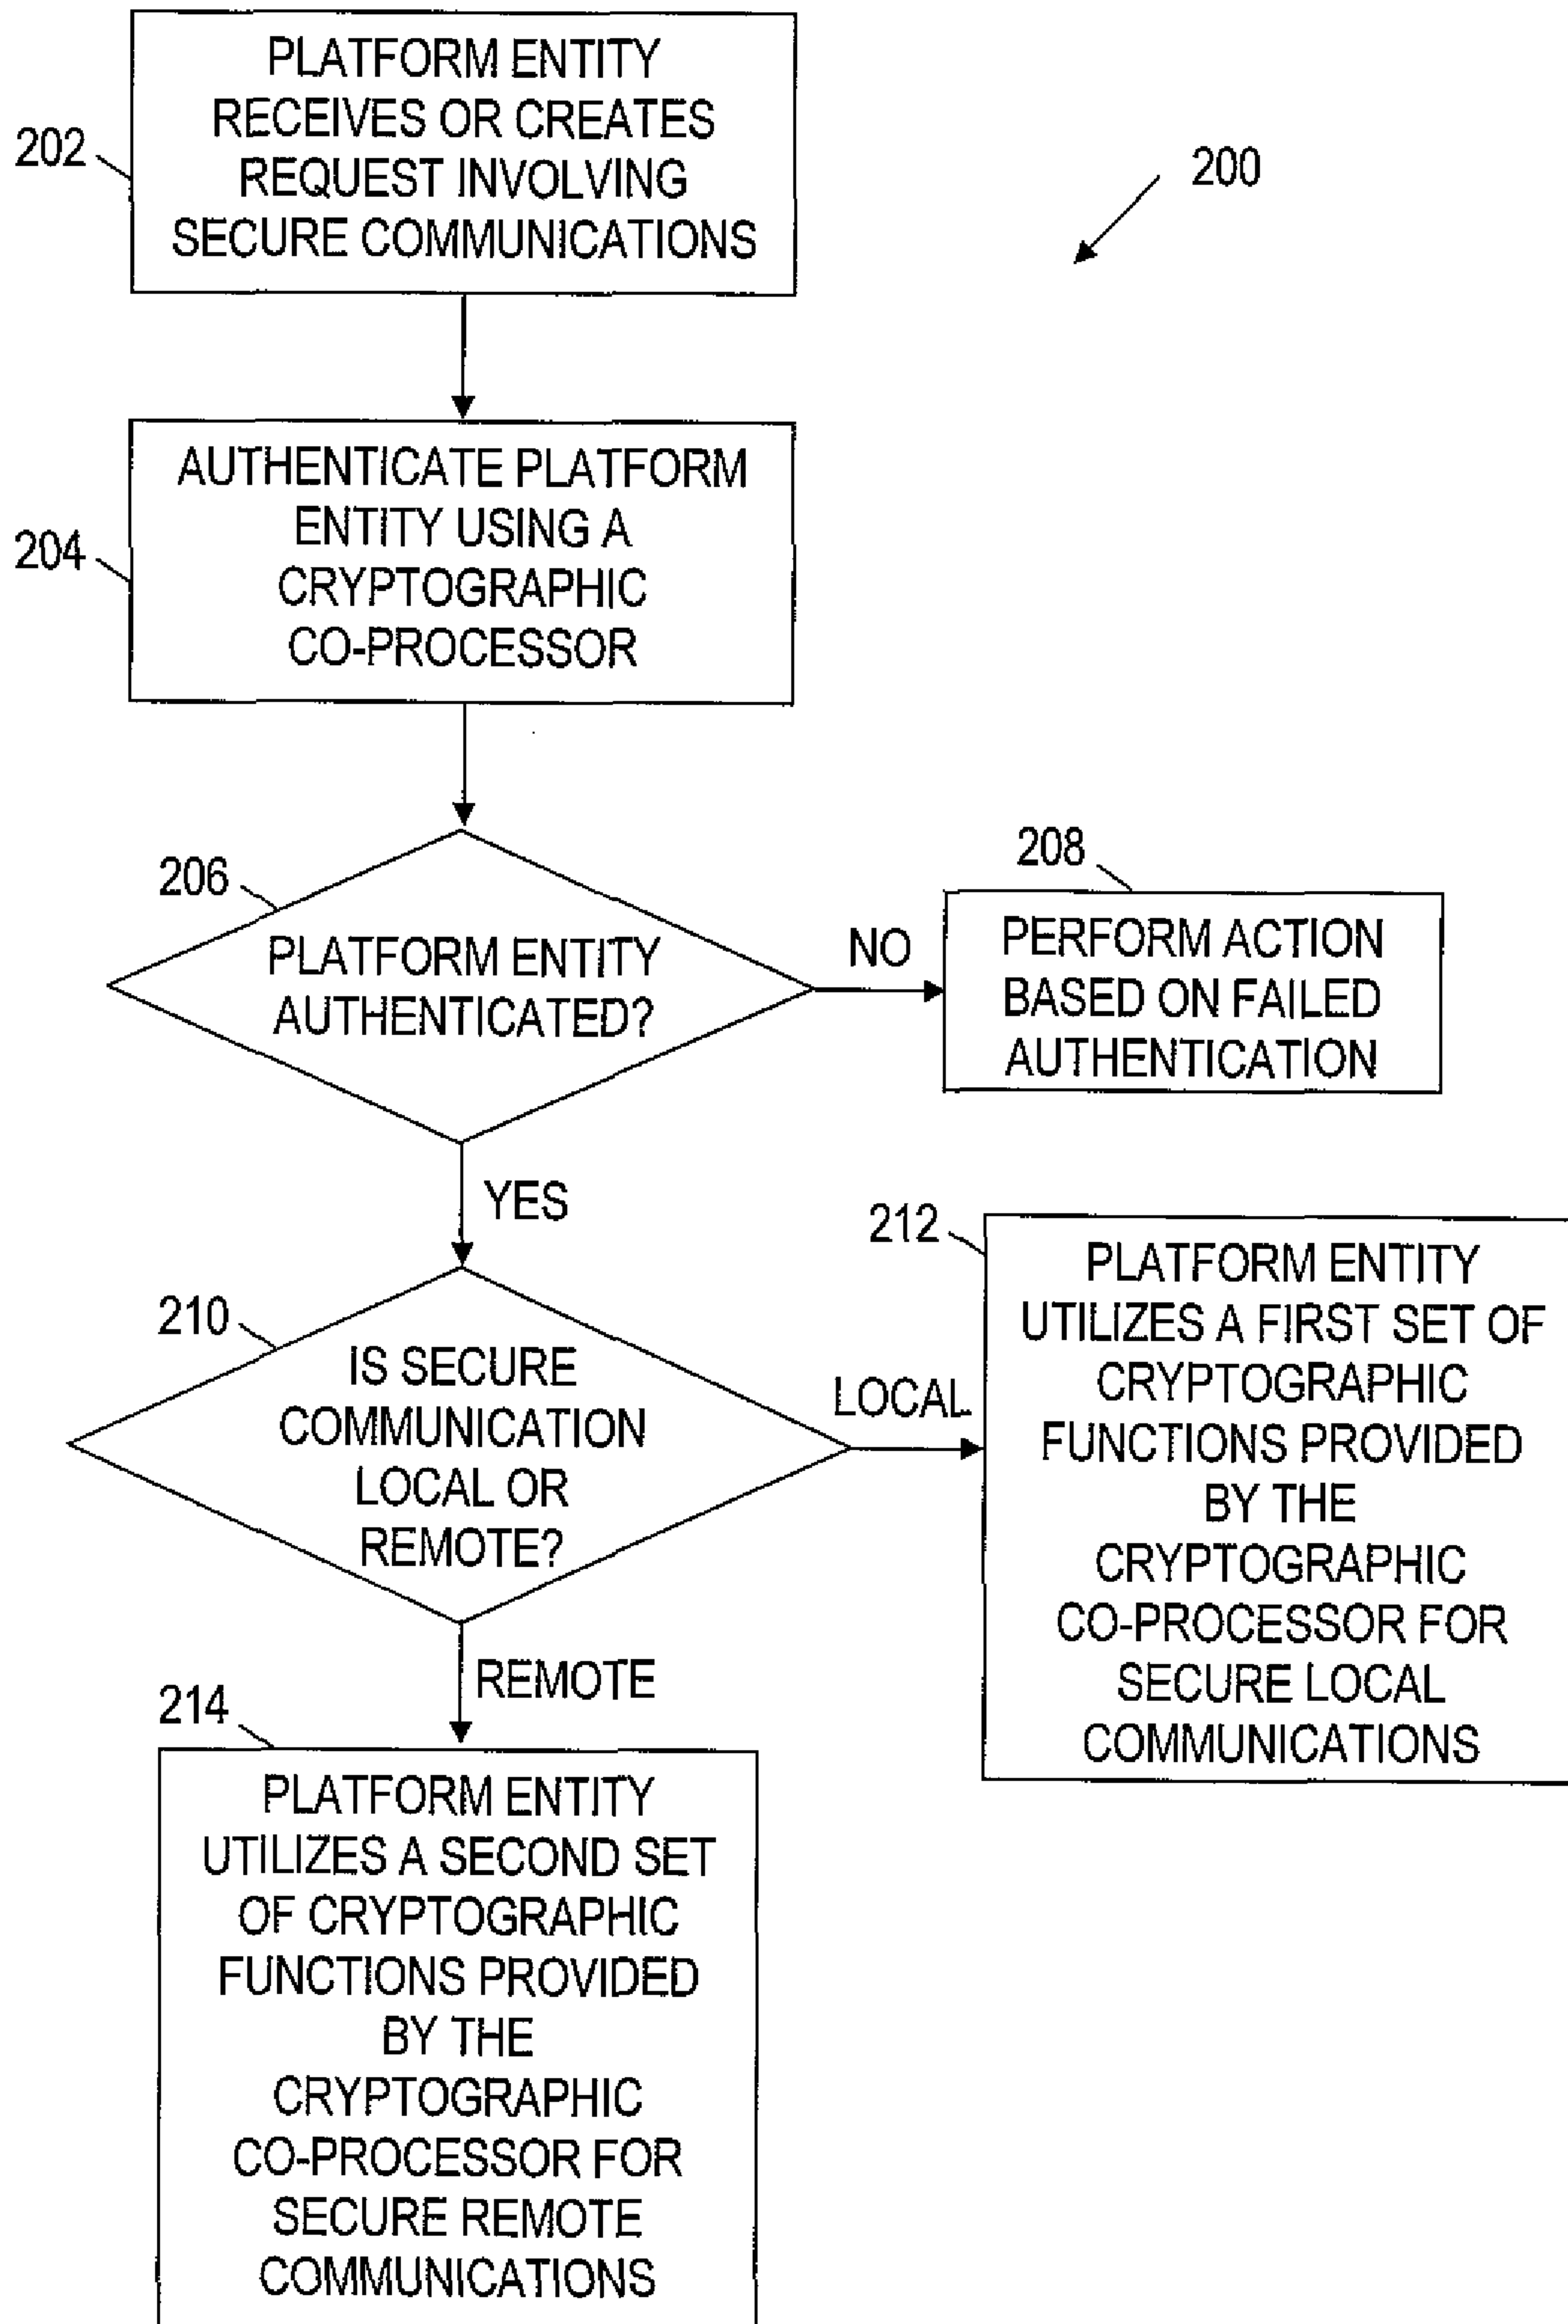 PLATFORM ENTITY
RECEIVES OR CREATES
REQUEST INVOLVING
SECURE COMMUNICATIONS
202
200
AUTHENTICATE PLATFORM
ENTITY USING A
CRYPTOGRAPHIC
CO-PROCESSOR
204
206
PLATFORM ENTITY
AUTHENTICATED?
NO
208
PERFORM ACTION
BASED ON FAILED
AUTHENTICATION
YES
210
IS SECURE
COMMUNICATION
LOCAL OR
REMOTE?
LOCAL
212
PLATFORM ENTITY
UTILIZES A FIRST SET OF
CRYPTOGRAPHIC
FUNCTIONS PROVIDED
BY THE
CRYPTOGRAPHIC
CO-PROCESSOR FOR
SECURE LOCAL
COMMUNICATIONS
REMOTE
214
PLATFORM ENTITY
UTILIZES A SECOND SET
OF CRYPTOGRAPHIC
FUNCTIONS PROVIDED
BY THE
CRYPTOGRAPHIC
CO-PROCESSOR FOR
SECURE REMOTE
COMMUNICATIONS